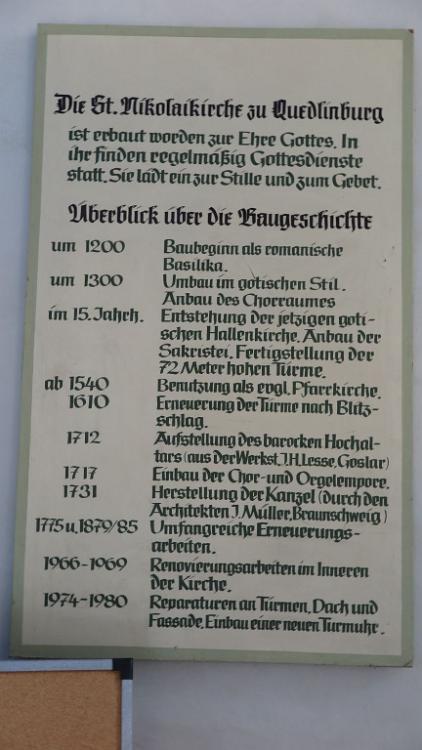 Die St. Nikolaikirche zu Quedlinburg
ist erbaut worden zur Ehre Gottes. In
ihr finden regelmäßig Gottesdienste
statt. Sie lädt ein zur Stille und zum Gebet.
Überblick über die Baugeschichte
um 1200 Baubeginn als romanische
Basilika.
um 1300 Umbau im gotischen Stil.
Anbau des Chorraumes
im 15. Jahrh. Entstehung der jetzigen goti-
schen Hallenkirche. Anbau der
Sakristei. Fertigstellung der
72 Meter hohen Türme.
ab 1540 Benutzung als evgl. Pfarrkirche.
1610 Erneuerung der Türme nach Blitz-
schlag.
1712 Aufstellung des barocken Hochal-
tars (aus der Werkst. J.H. Lesse, Goslar)
1717 Einbau der Chor- und Orgelempore.
1731 Herstellung der Kanzel (durch den
Architekten J. Müller, Braunschweig)
1775 u. 1879/85 Umfangreiche Erneuerungs-
arbeiten.
1966-1969 Renovierungsarbeiten im Inneren
der Kirche.
1974-1980 Reparaturen an Türmen, Dach und
Fassade. Einbau einer neuen Turmuhr.